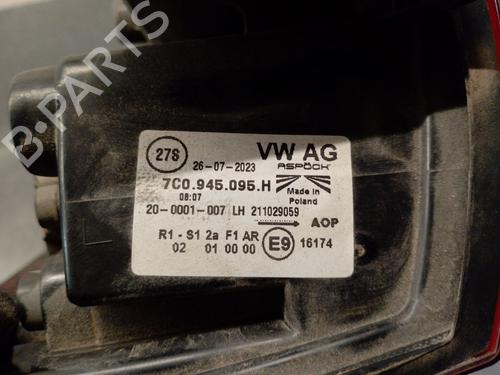 B-PARTS
27S
26-07-2023
VW AG
ASPÖCK
7C0.945.095.H
08:07
Made in
Poland
20-0001-007 LH 211029059
AOP
R1 - S1 2a F1 AR
02 01 00 00
E9
16174
L